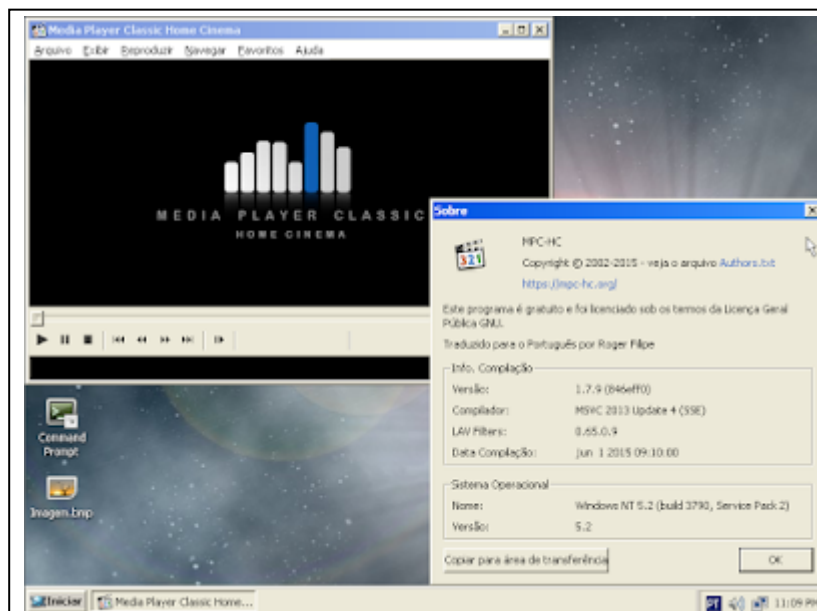 Media Player Classic Home Cinema
Arquivo Exibir Reproduzir Navegar Favoritos Ajuda
MEDIA PLAYER CLASSIC
HOME CINEMA
Sobre
321
MPC-HC
Copyright © 2002-2015 - veja o arquivo Authors.txt
https://mpc-hc.org/
Este programa é gratuito e foi licenciado sob os termos da Licença Geral
Pública GNU.
Traduzido para o Português por Roger Filipe
Info. Compilação
Versão: 1.7.9 (846eff0)
Compilador: MSVC 2013 Update 4 (SSE)
LAV Filters: 0.65.0.9
Data Compilação: Jun 1 2015 09:10:00
Sistema Operacional
Nome: Windows NT 5.2 (build 3790, Service Pack 2)
Versão: 5.2
Copiar para área de transferência OK
Command
Prompt
Imagem.bmp
Iniciar Media Player Classic Home... PT 11:09 PM